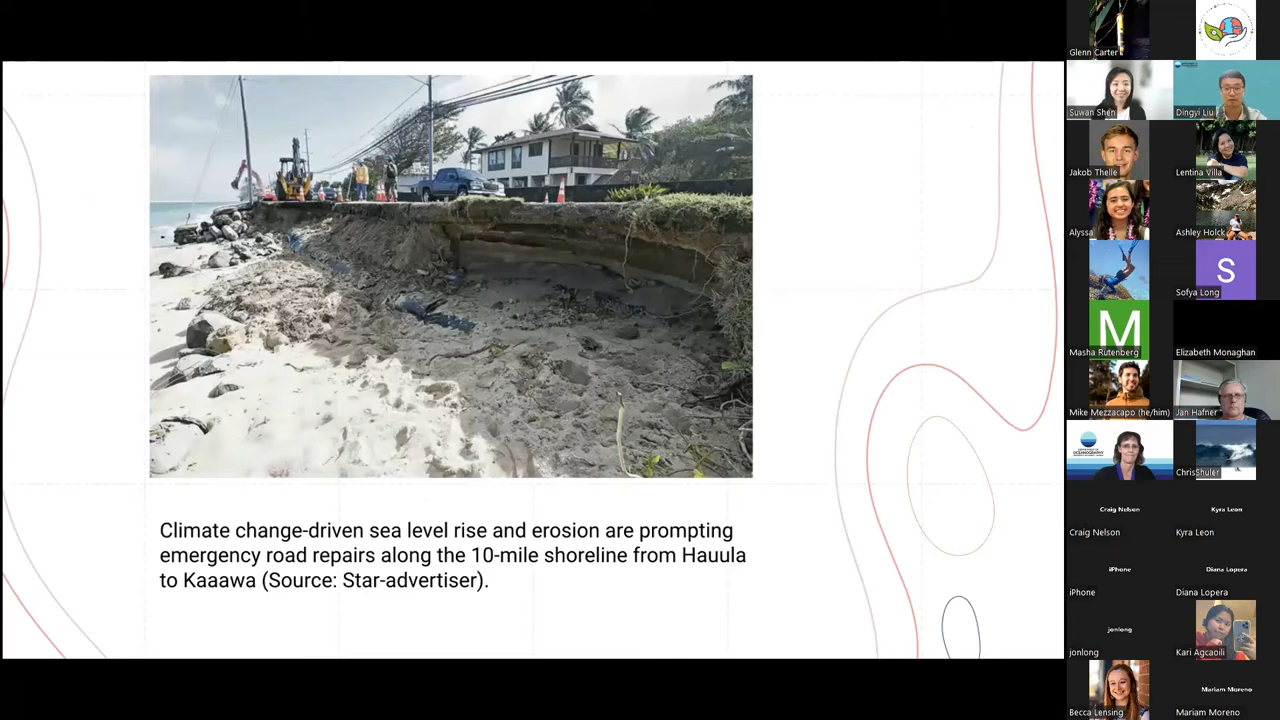 Climate change-driven sea level rise and erosion are prompting
emergency road repairs along the 10-mile shoreline from Hauula
to Kaaawa (Source: Star-advertiser).
Glenn Carter
Suwan Shen
Dingyi Liu
Jakob Thelle
Lentina Villa
Alyssa
Ashley Holck
S
Sofya Long
M
Masha Rutenberg
Elizabeth Monaghan
Mike Mezzacapo (he/him)
Jan Hafner
OCEANOGRAPHY
ChrisShuler
Craig Nelson
Kyra Leon
Craig Nelson
Kyra Leon
iPhone
Diana Lopera
iPhone
Diana Lopera
jonlong
jonlong
Kari Agcaoili
Mariam Moreno
Becca Lensing
Mariam Moreno